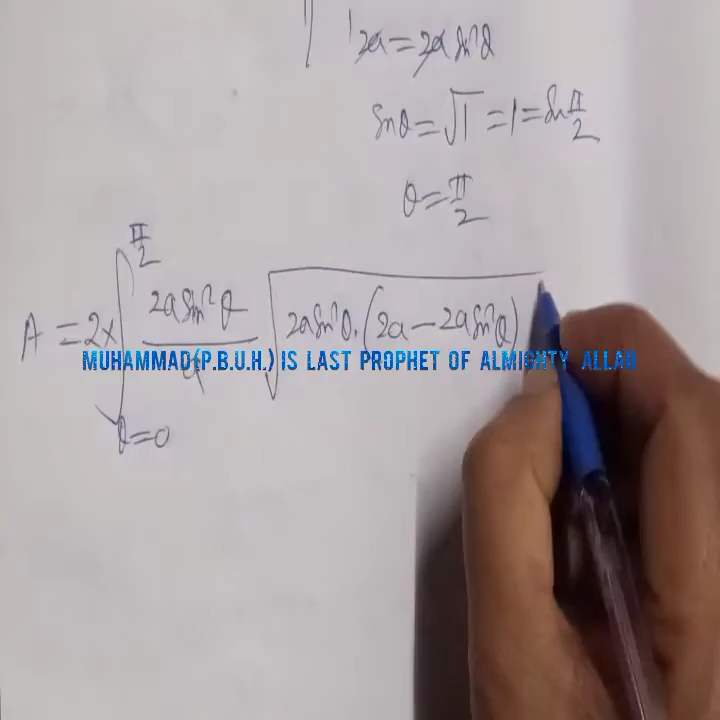 2a = 2a sin²θ
sinθ = √1 = 1 = sin π/2
θ = π/2
A = 2× ∫_{θ=0}^{π/2} (2a sin²θ / a) √(2a sin²θ · (2a − 2a sin²θ))
MUHAMMAD(P.B.U.H.) IS LAST PROPHET OF ALMIGHTY ALLAH